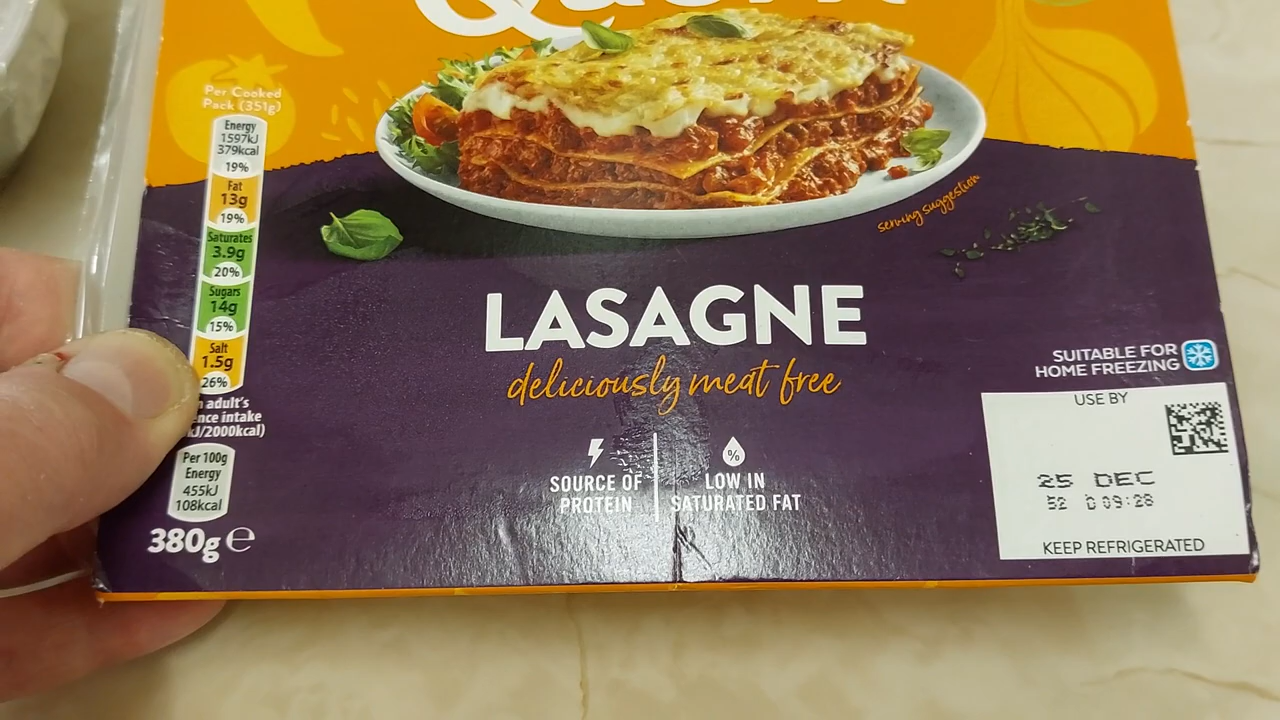 Quorn
Per Cooked
Pack (351g)
Energy
1597kJ
379kcal
19%
Fat
13g
19%
Saturates
3.9g
20%
Sugars
14g
15%
Salt
1.5g
26%
adult's
intake
/2000kcal)
Per 100g
Energy
455kJ
108kcal
380g e
serving suggestion
LASAGNE
deliciously meat free
SOURCE OF
PROTEIN
%
LOW IN
SATURATED FAT
SUITABLE FOR
HOME FREEZING
USE BY
25 DEC
52 D 09:28
KEEP REFRIGERATED